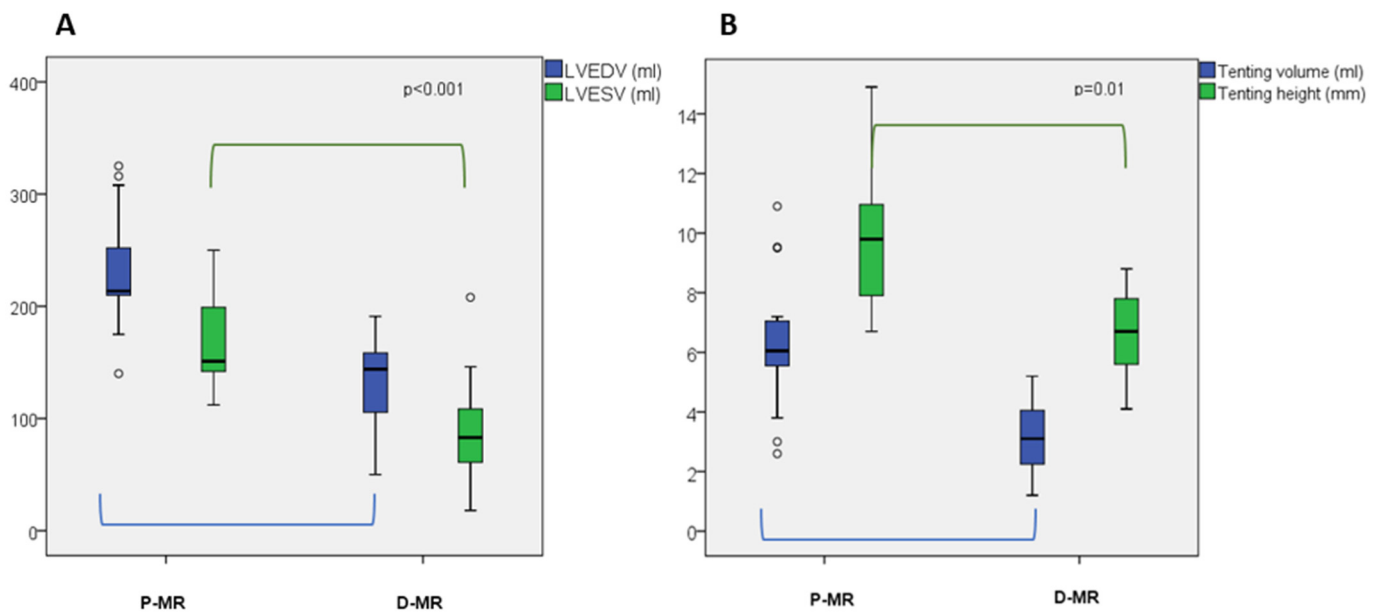 A
LVEDV (ml)
LVESV (ml)
p<0.001
400
300
200
100
0
P-MR
D-MR
B
Tenting volume (ml)
Tenting height (mm)
p=0.01
14
12
10
8
6
4
2
0
P-MR
D-MR